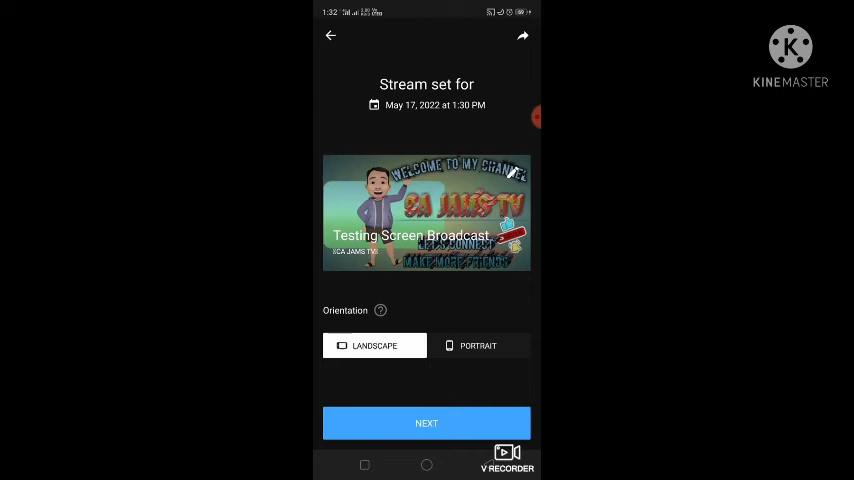 1:32
69
KINEMASTER
Stream set for
May 17, 2022 at 1:30 PM
WELCOME TO MY CHANNEL
CA JAMS TV
Testing Screen Broadcast
LET'S CONNECT
MAKE MORE FRIENDS
Orientation ?
LANDSCAPE
PORTRAIT
NEXT
V RECORDER